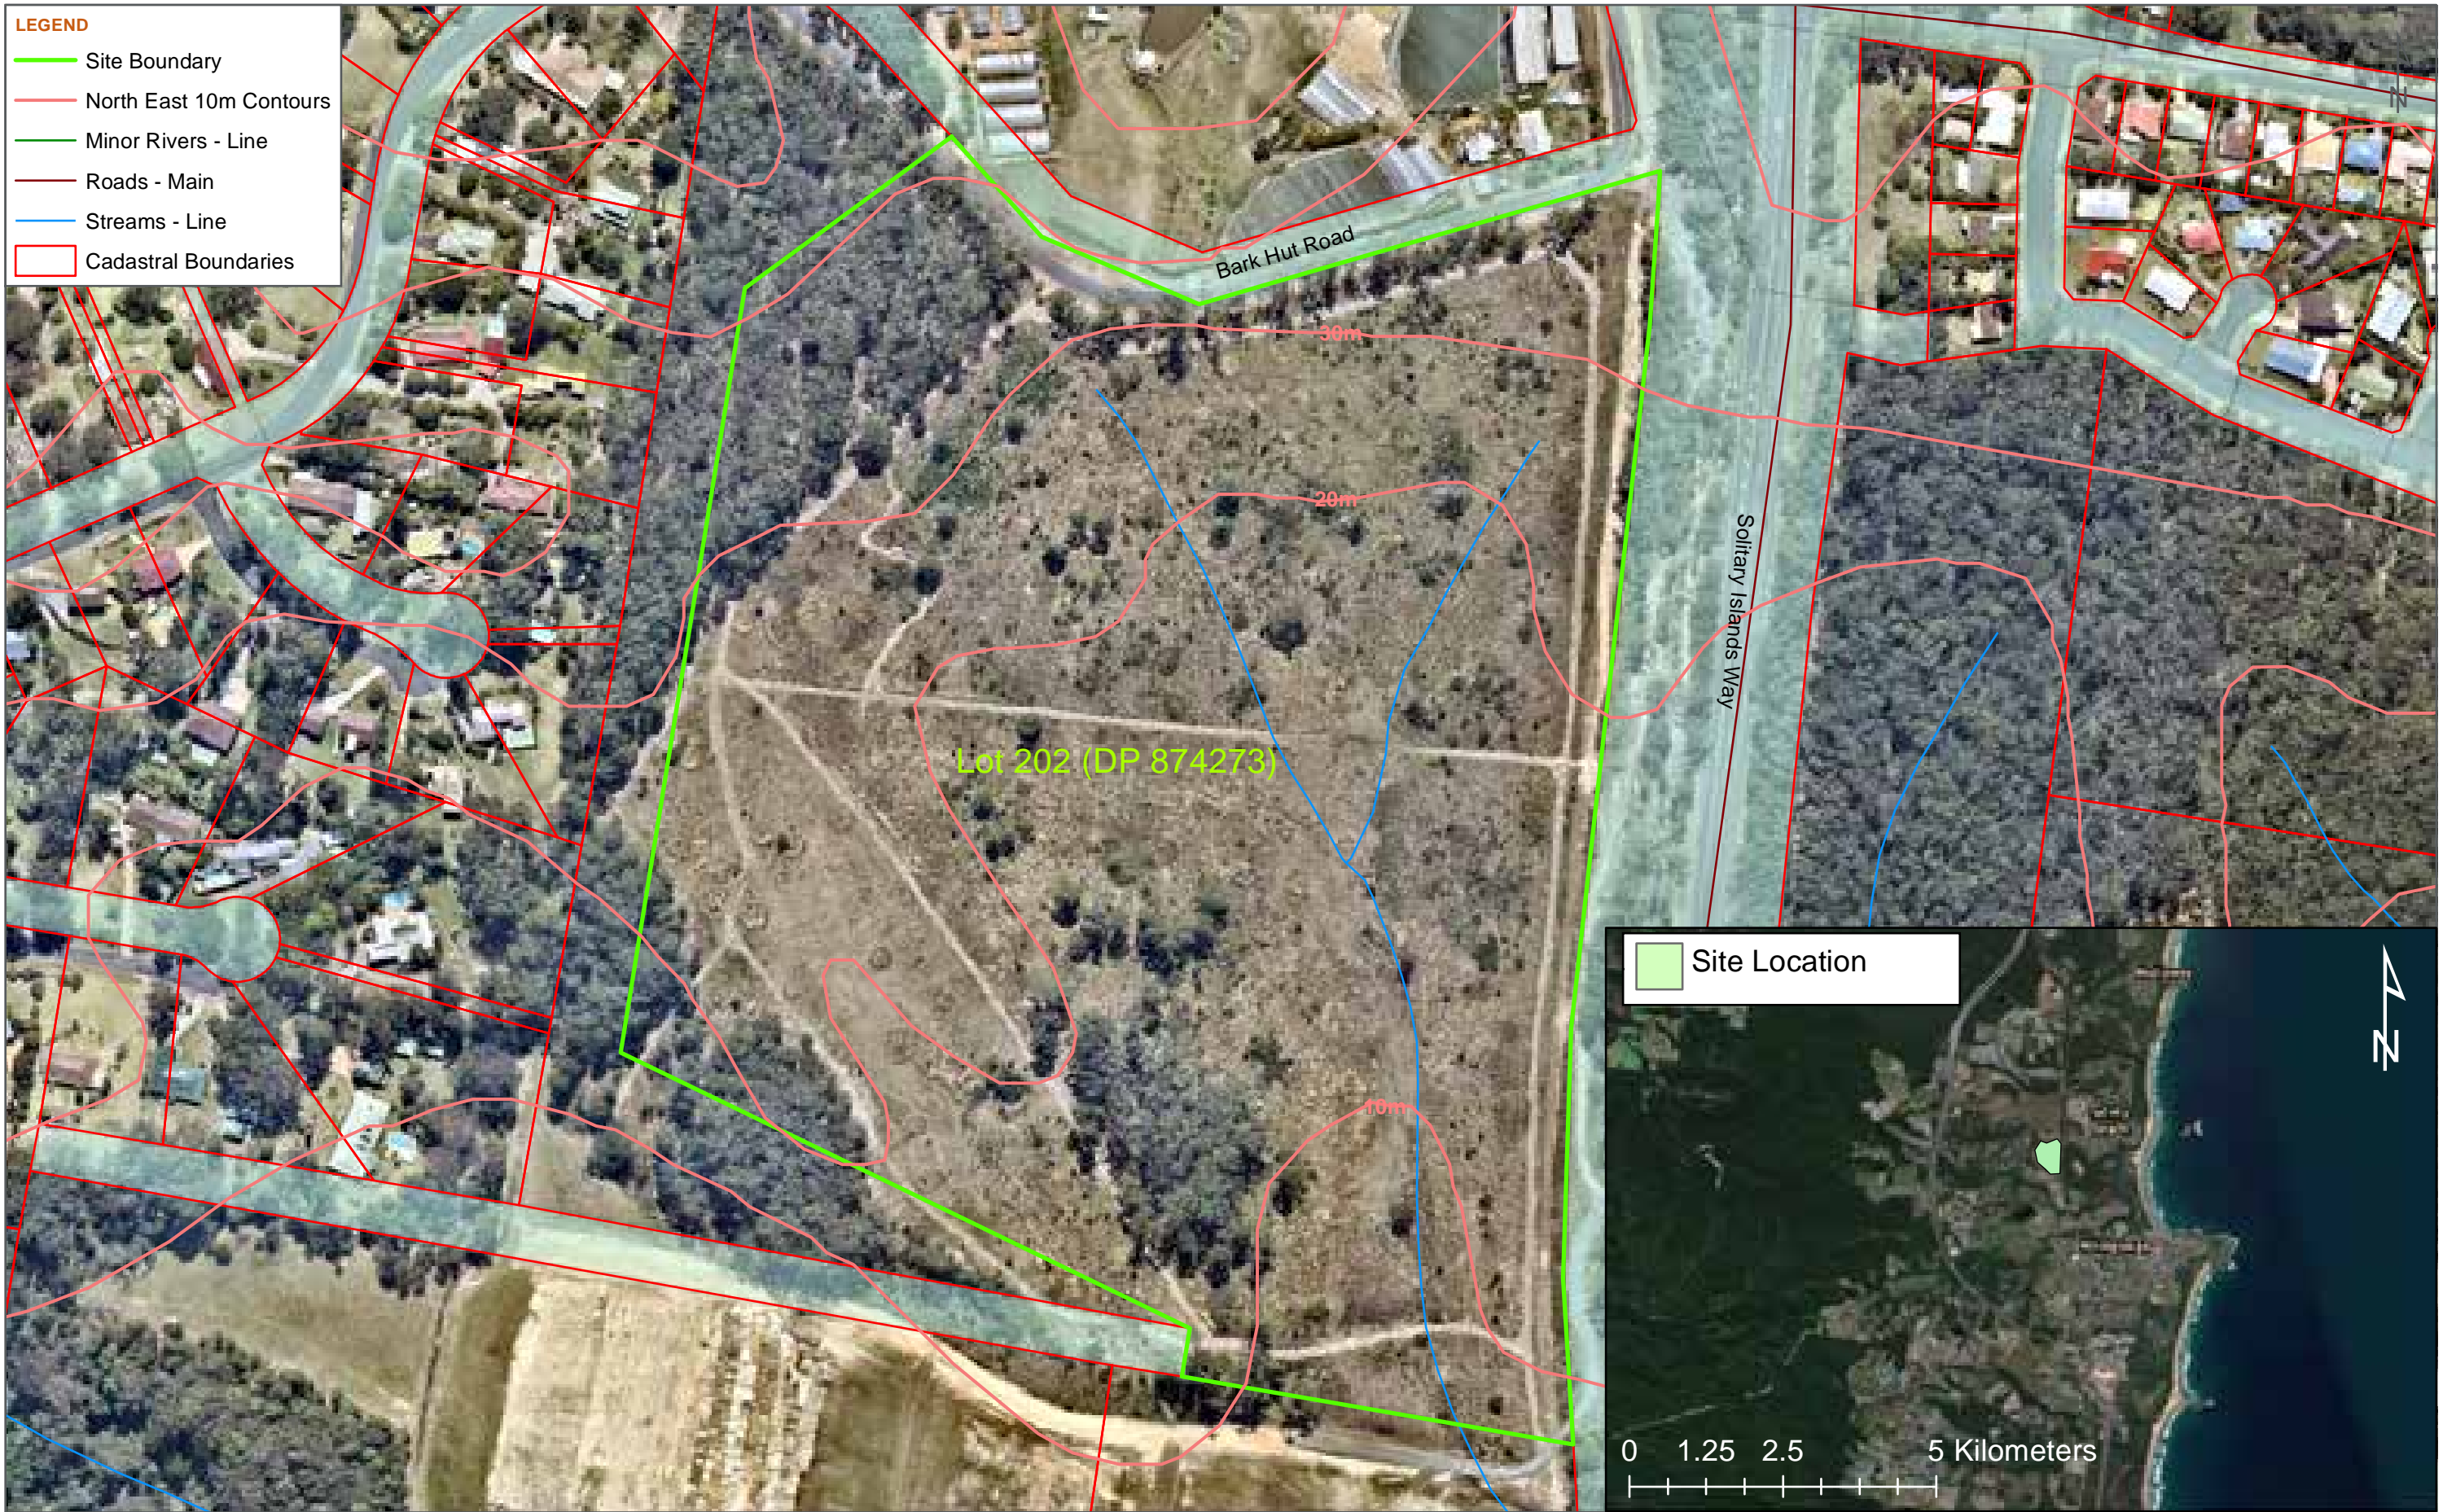 LEGEND
Site Boundary
North East 10m Contours
Minor Rivers - Line
Roads - Main
Streams - Line
Cadastral Boundaries
N
Bark Hut Road
30m
20m
Solitary Islands Way
Lot 202 (DP 874273)
10m
Site Location
N
0 1.25 2.5 5 Kilometers